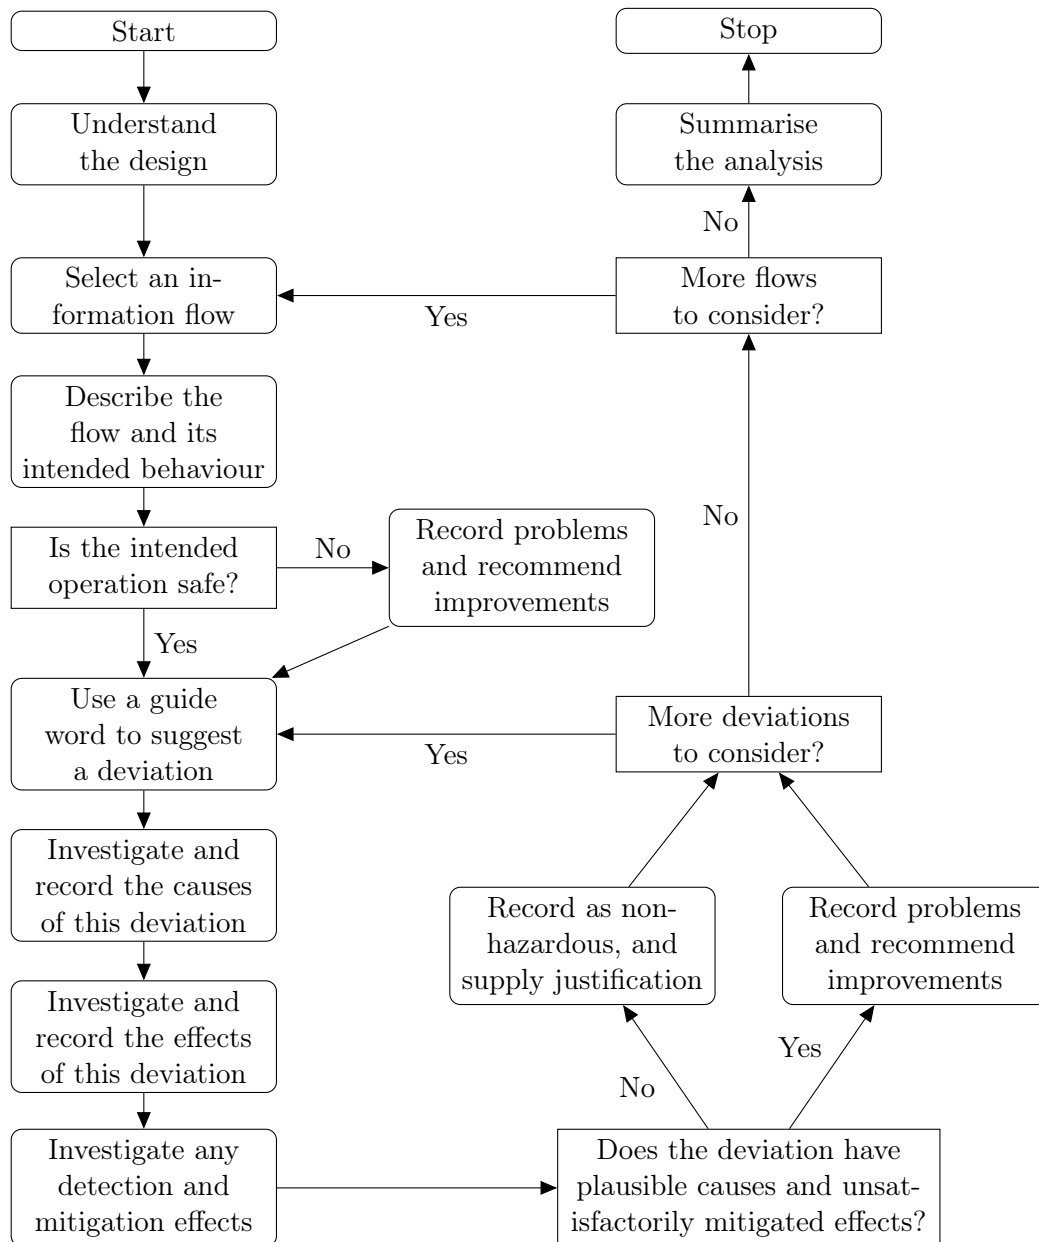 Start
Understand
the design
Select an in-
formation flow
Describe the
flow and its
intended behaviour
Is the intended
operation safe?
No
Record problems
and recommend
improvements
Yes
Use a guide
word to suggest
a deviation
Investigate and
record the causes
of this deviation
Investigate and
record the effects
of this deviation
Investigate any
detection and
mitigation effects
Does the deviation have
plausible causes and unsat-
isfactorily mitigated effects?
No
Yes
Record as non-
hazardous, and
supply justification
Record problems
and recommend
improvements
More deviations
to consider?
Yes
No
More flows
to consider?
Yes
No
Summarise
the analysis
Stop